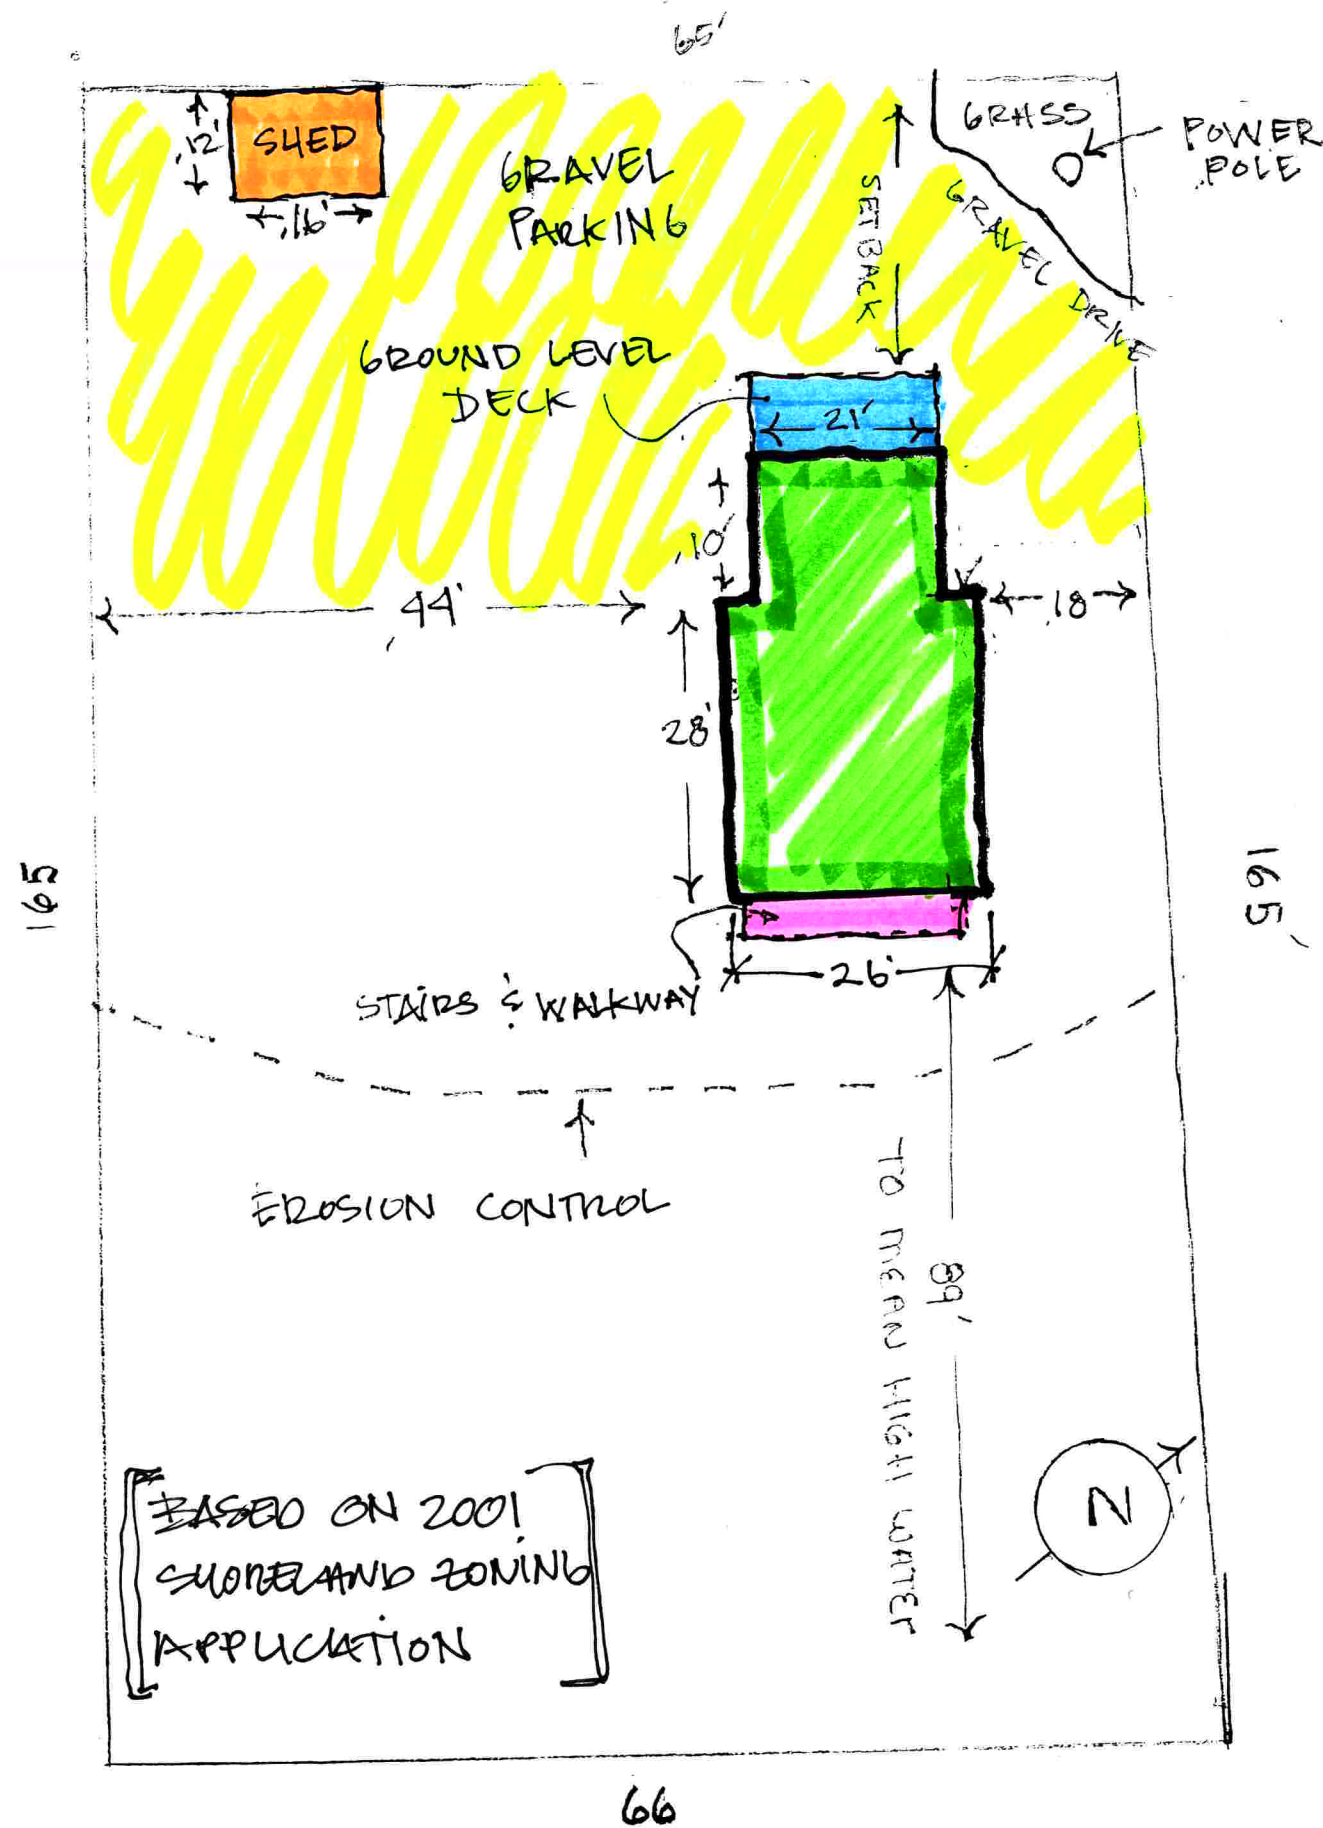 65'
GRASS
POWER
POLE
12'
SHED
16'
GRAVEL
PARKING
SETBACK
GRAVEL DRIVE
GROUND LEVEL
DECK
21'
10'
44'
18
28'
165
165'
26'
STAIRS & WALKWAY
EROSION CONTROL
89'
TO MEAN HIGH WATER
N
BASED ON 2001
SHORELAND ZONING
APPLICATION
66